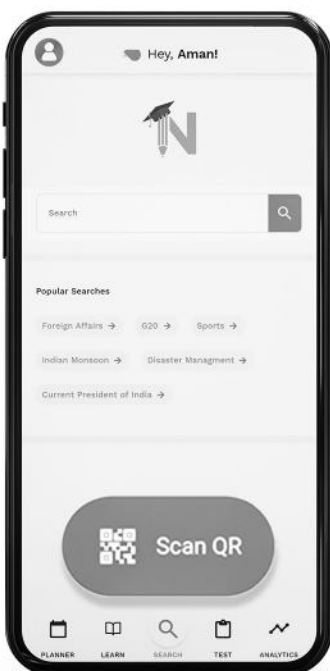 Hey, Aman!
N
Search
Popular Searches
Foreign Affairs → G20 → Sports →
Indian Monsoon → Disaster Managment →
Current President of India →
Scan QR
PLANNER LEARN SEARCH TEST ANALYTICS